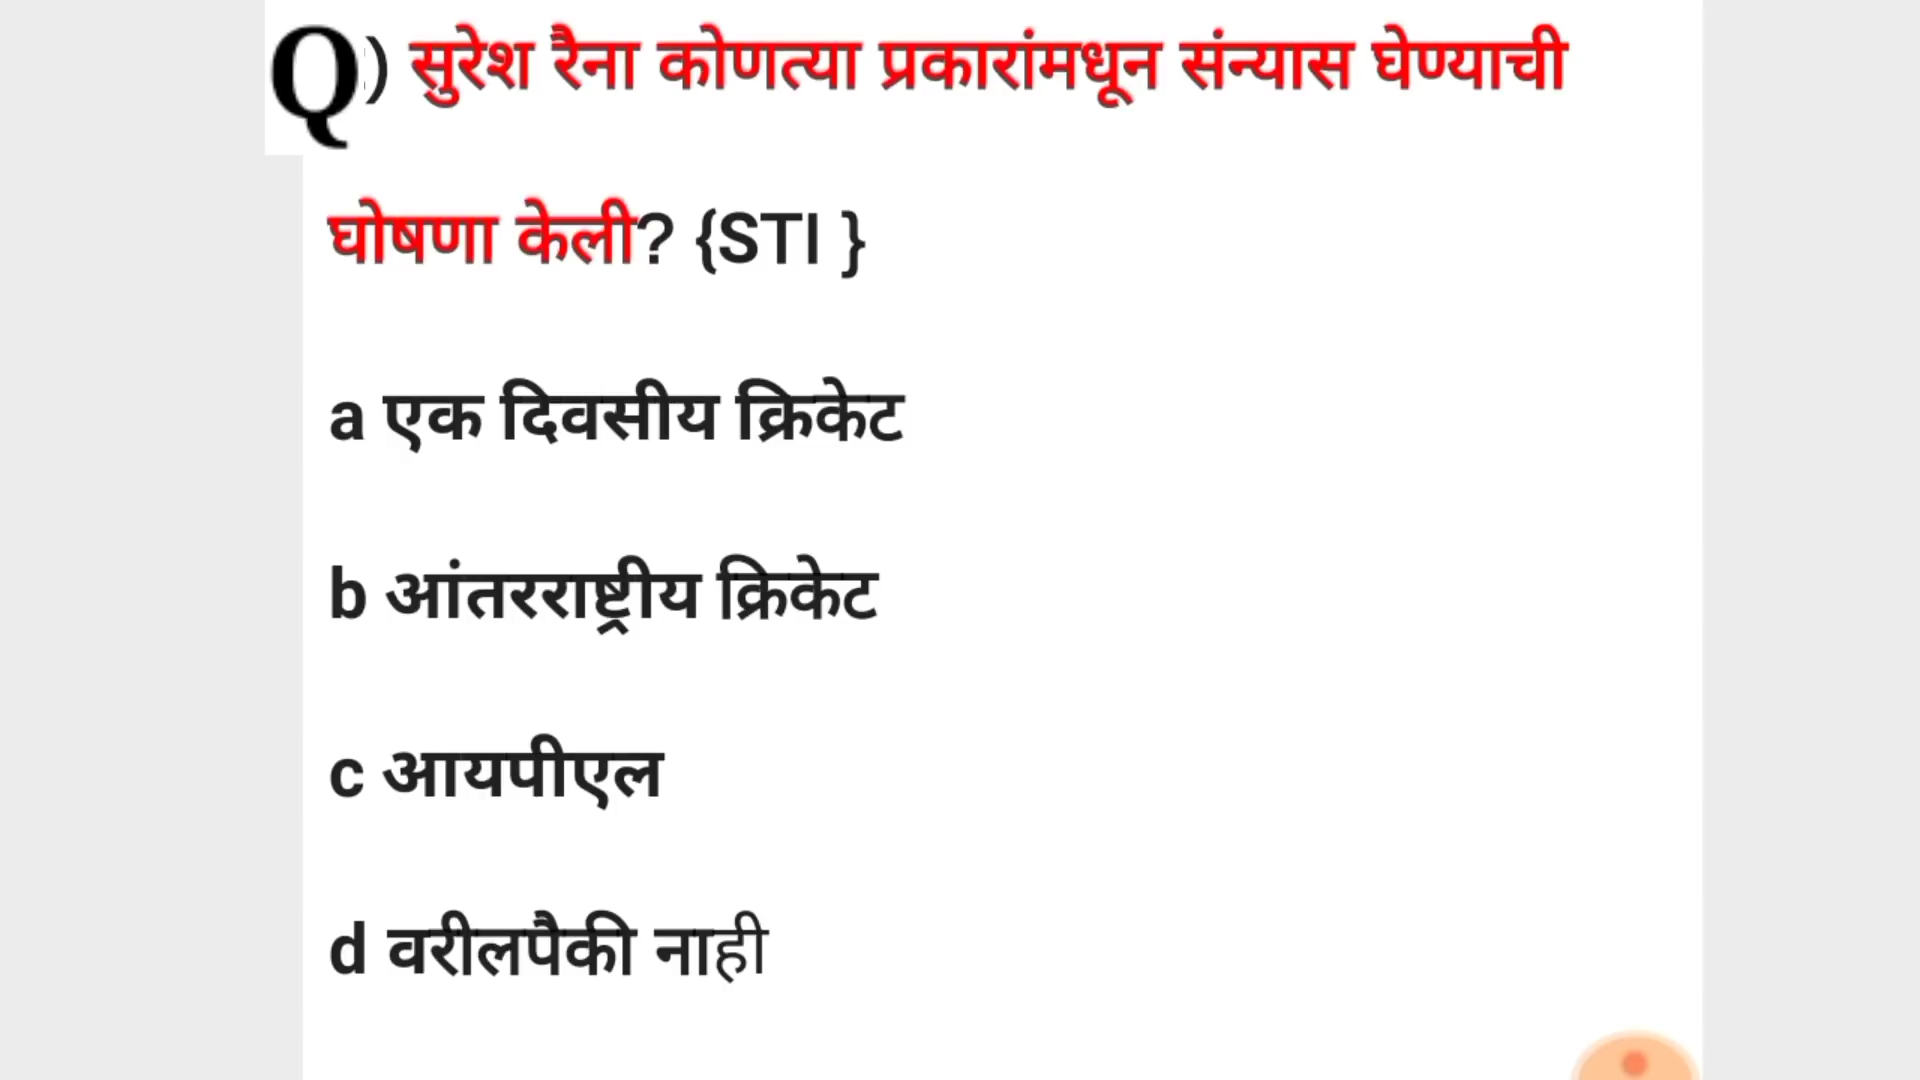 Q) सुरेश रैना कोणत्या प्रकारांमधून संन्यास घेण्याची
घोषणा केली? {STI }
a एक दिवसीय क्रिकेट
b आंतरराष्ट्रीय क्रिकेट
c आयपीएल
d वरीलपैकी नाही